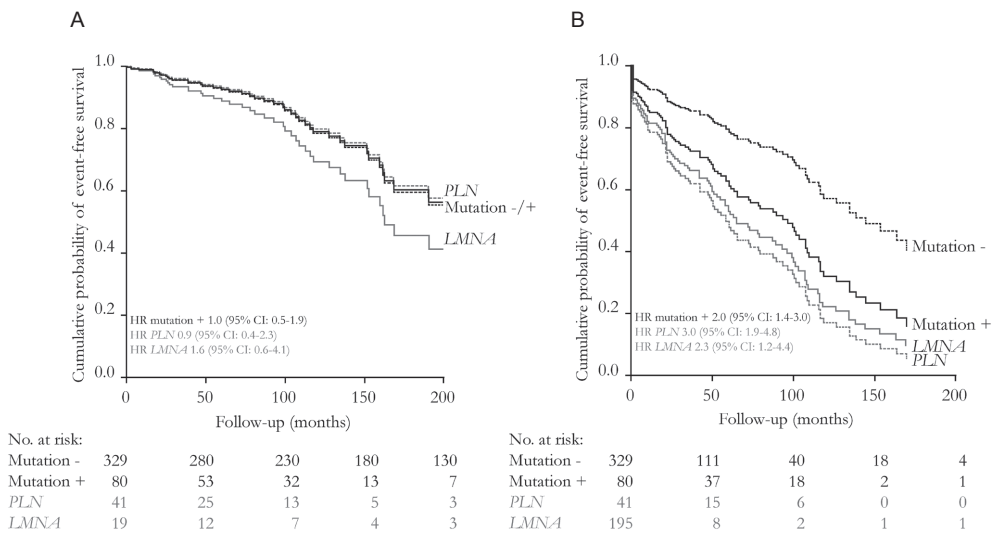 A
B
Cumulative probability of event-free survival
1.0
0.8
0.6
0.4
0.2
0.0
PLN
Mutation -/+
LMNA
HR mutation + 1.0 (95% CI: 0.5-1.9)
HR PLN 0.9 (95% CI: 0.4-2.3)
HR LMNA 1.6 (95% CI: 0.6-4.1)
0 50 100 150 200
Follow-up (months)
Cumulative probability of event-free survival
1.0
0.8
0.6
0.4
0.2
0.0
Mutation -
Mutation +
LMNA
PLN
HR mutation + 2.0 (95% CI: 1.4-3.0)
HR PLN 3.0 (95% CI: 1.9-4.8)
HR LMNA 2.3 (95% CI: 1.2-4.4)
0 50 100 150 200
Follow-up (months)
No. at risk:
Mutation - 329 280 230 180 130
Mutation + 80 53 32 13 7
PLN 41 25 13 5 3
LMNA 19 12 7 4 3
No. at risk:
Mutation - 329 111 40 18 4
Mutation + 80 37 18 2 1
PLN 41 15 6 0 0
LMNA 195 8 2 1 1